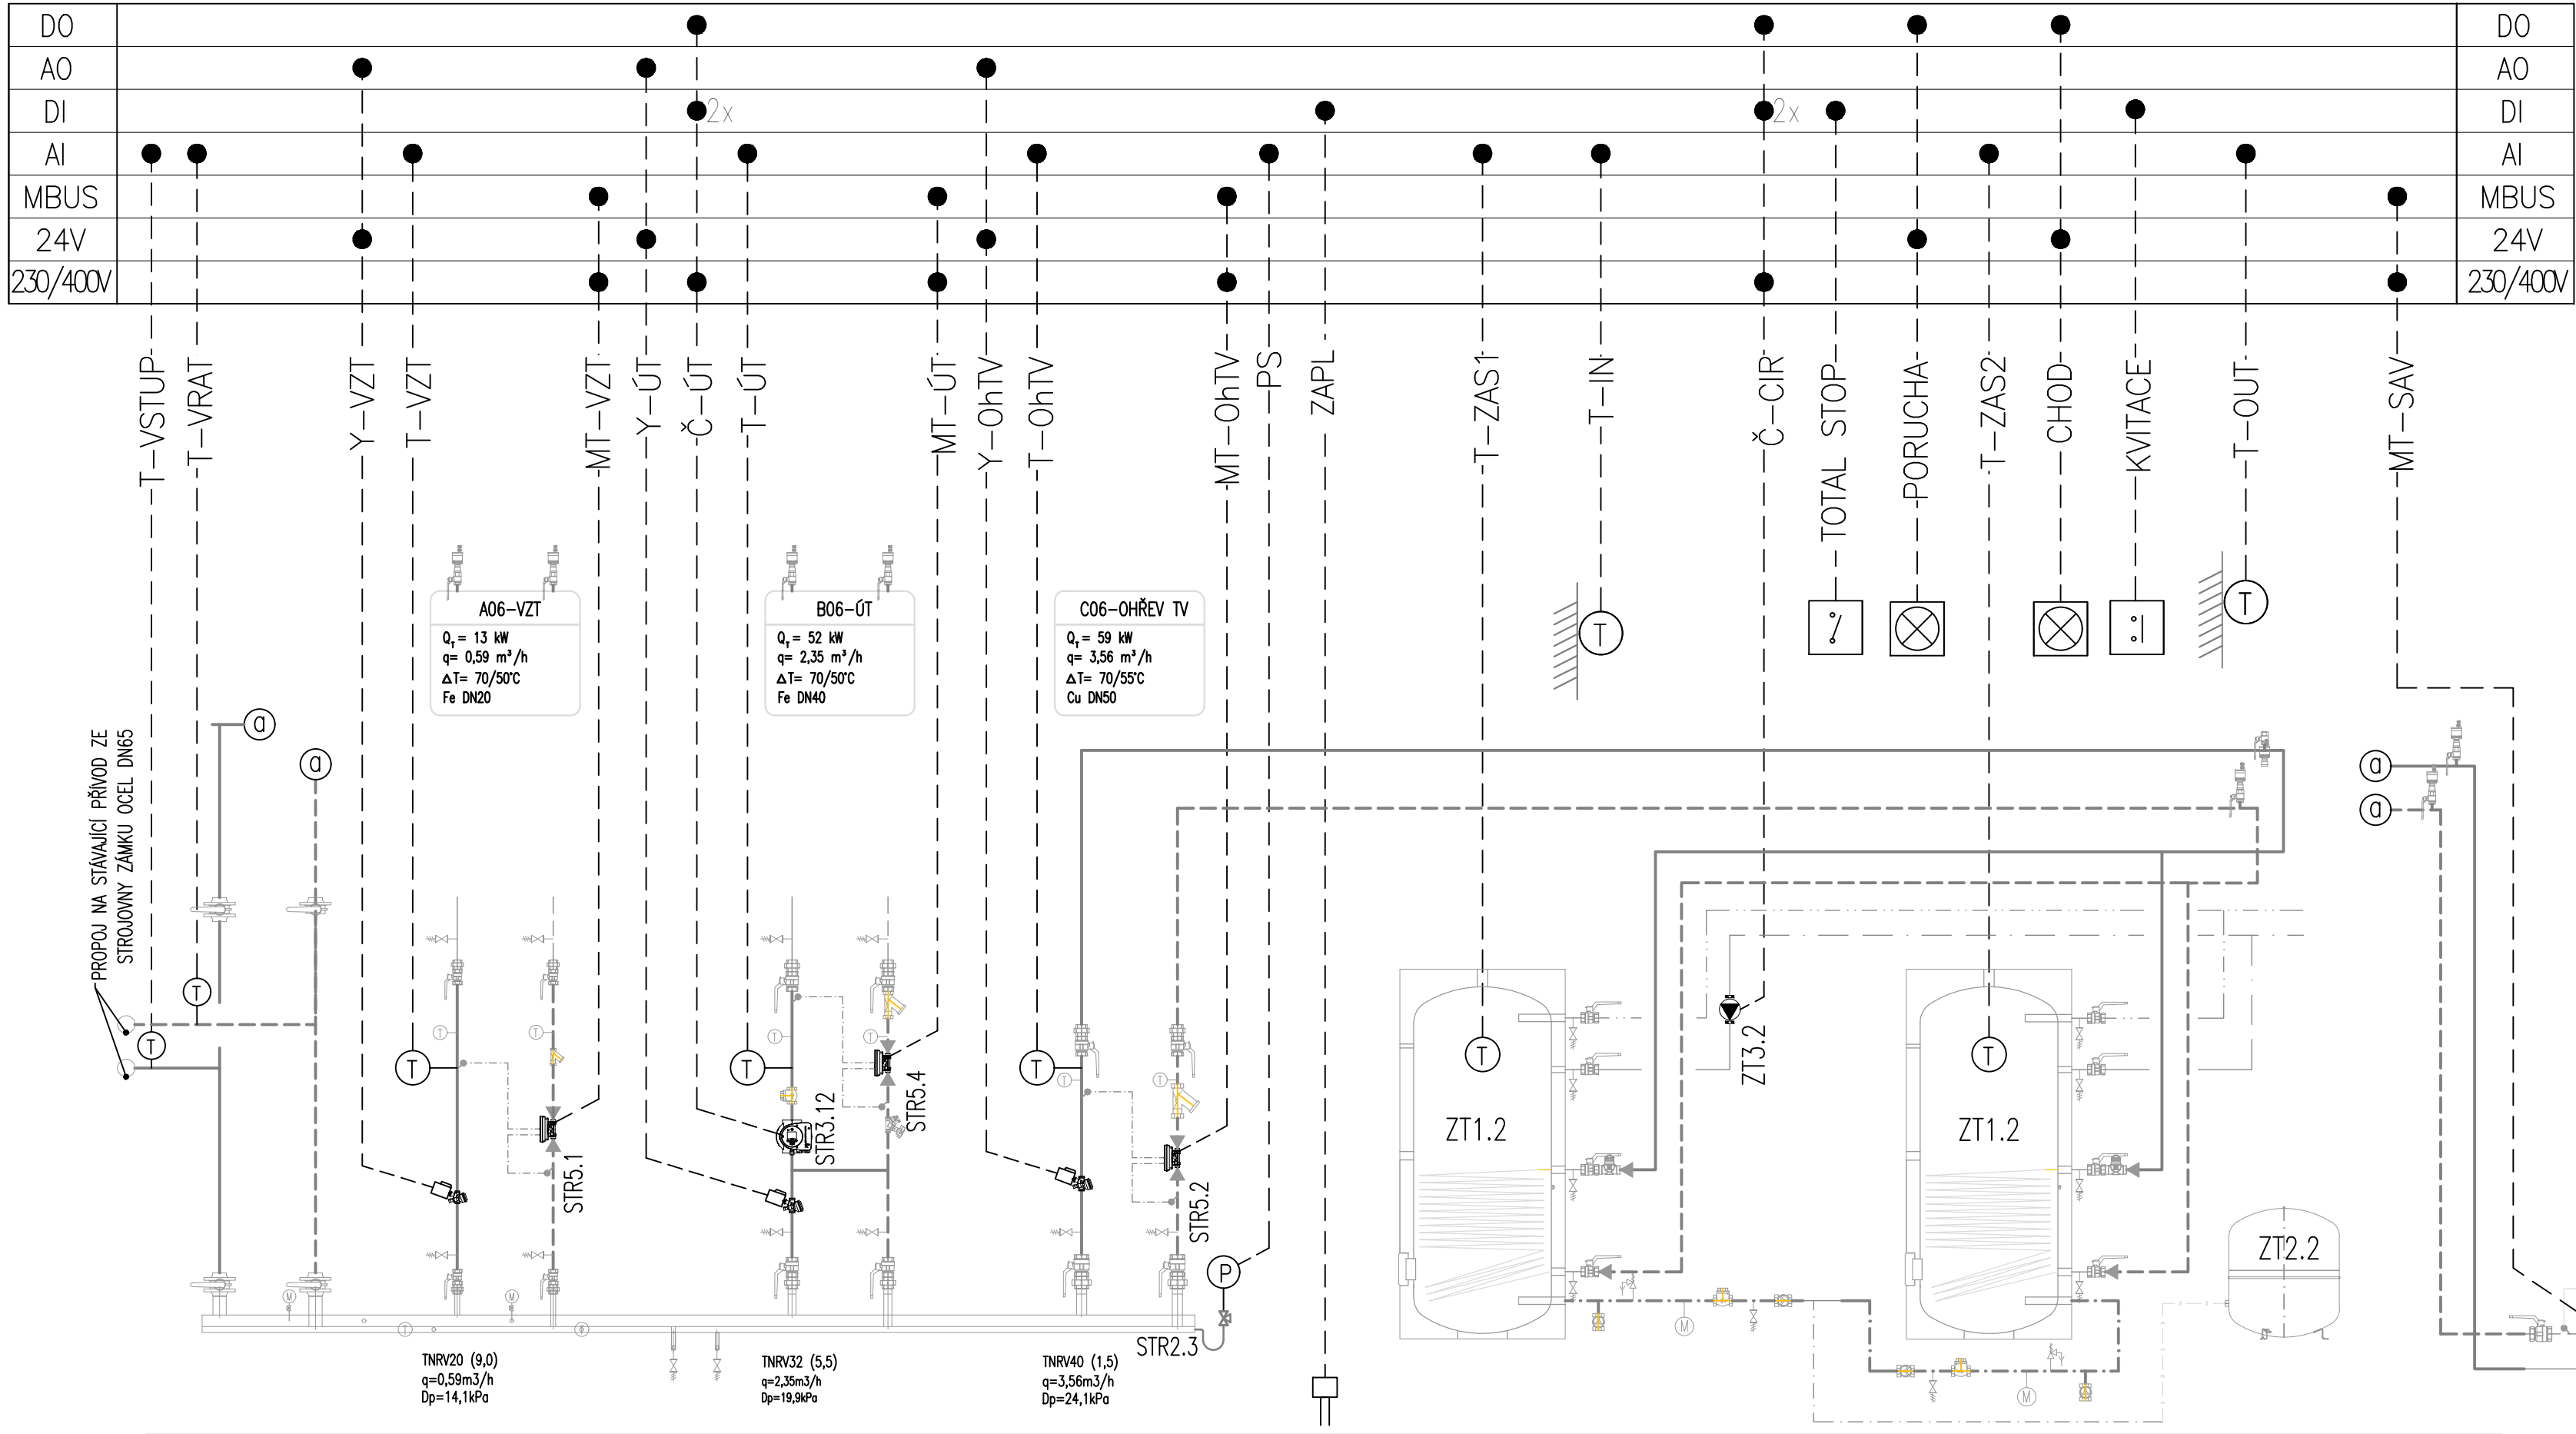 DO
DO
AO
AO
DI
2x
2x
DI
AI
AI
MBUS
MBUS
24V
24V
230/400V
230/400V
T-VSTUP
T-VRAT
Y-VZT
T-VZT
MT-VZT
Y-ÚT
Č-ÚT
T-ÚT
MT-ÚT
Y-OhTV
T-OhTV
MT-OhTV
PS
ZAPL
T-ZAS1
T-IN
Č-CIR
TOTAL STOP
PORUCHA
T-ZAS2
CHOD
KVITACE
T-OUT
MT-SAV
A06-VZT
Q_T = 13 kW
q= 0,59 m³/h
ΔT= 70/50°C
Fe DN20
B06-ÚT
Q_T = 52 kW
q= 2,35 m³/h
ΔT= 70/50°C
Fe DN40
C06-OHŘEV TV
Q_T = 59 kW
q= 3,56 m³/h
ΔT= 70/55°C
Cu DN50
T
T
PROPOJ NA STÁVAJÍCÍ PŘÍVOD ZE
STROJOVNY ZÁMKU OCEL DN65
a
a
a
a
T
T
T
T
T
T
T
T
T
T
T
T
STR5.1
STR3.12
STR5.4
STR5.2
ZT3.2
T
T
ZT1.2
ZT1.2
ZT2.2
P
STR2.3
M
M
T
M
M
TNRV20 (9,0)
q=0,59m3/h
Dp=14,1kPa
TNRV32 (5,5)
q=2,35m3/h
Dp=19,9kPa
TNRV40 (1,5)
q=3,56m3/h
Dp=24,1kPa